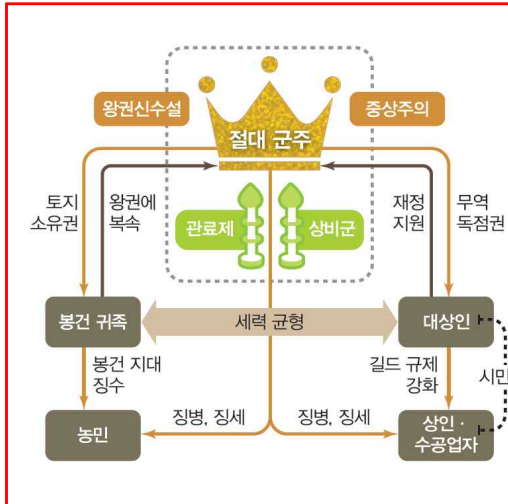 왕권신수설
중상주의
절대 군주
토지
소유권
왕권에
복속
관료제
상비군
재정
지원
무역
독점권
봉건 귀족
세력 균형
대상인
봉건 지대
징수
길드 규제
강화
시민
농민
징병, 징세
징병, 징세
상인·
수공업자